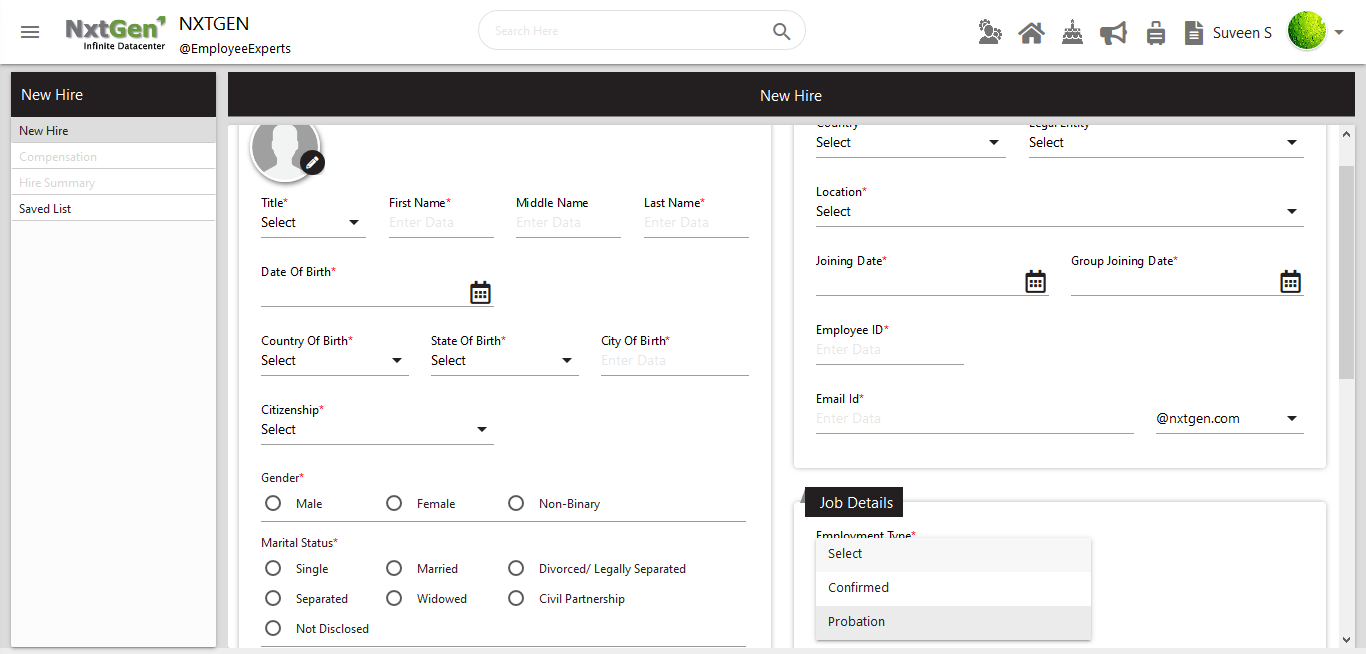 NxtGen
Infinite Datacenter
NXTGEN
@EmployeeExperts
Search Here
Suveen S
New Hire
New Hire
Compensation
Hire Summary
Saved List
New Hire
Title*
Select
First Name*
Enter Data
Middle Name
Enter Data
Last Name*
Enter Data
Date Of Birth*
Country Of Birth*
Select
State Of Birth*
Select
City Of Birth*
Enter Data
Citizenship*
Select
Gender*
Male
Female
Non-Binary
Marital Status*
Single
Married
Divorced/ Legally Separated
Separated
Widowed
Civil Partnership
Not Disclosed
Country
Select
Legal Entity
Select
Location*
Select
Joining Date*
Group Joining Date*
Employee ID*
Enter Data
Email Id*
Enter Data
@nxtgen.com
Job Details
Employment Type*
Select
Confirmed
Probation